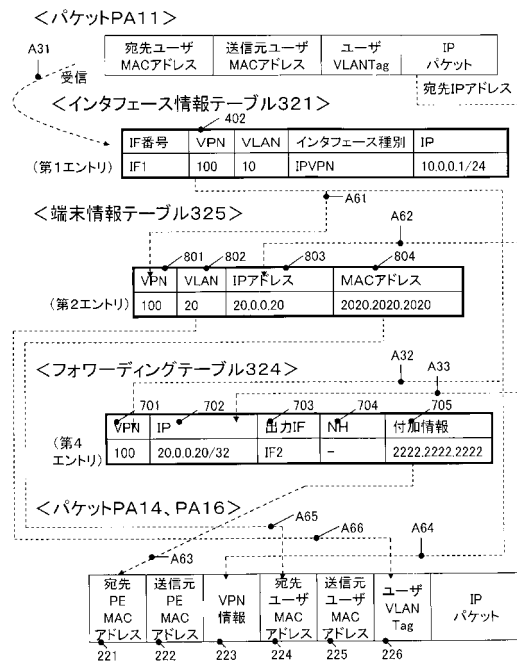 <パケットPA11>
A31
受信
宛先ユーザ MACアドレス
送信元ユーザ MACアドレス
ユーザ VLANTag
IP パケット
宛先IPアドレス
<インタフェース情報テーブル321>
402
IF番号 VPN VLAN インタフェース種別 IP
(第1エントリ) IF1 100 10 IPVPN 10.0.0.1/24
A61
<端末情報テーブル325>
A62
801 802 803 804
VPN VLAN IPアドレス MACアドレス
(第2エントリ) 100 20 20.0.0.20 2020.2020.2020
A32
<フォワーディングテーブル324>
A33
701 702 703 704 705
VPN IP 出力IF NH 付加情報
(第4エントリ) 100 20.0.0.20/32 IF2 - 2222.2222.2222
<パケットPA14、PA16>
A65
A66
A64
A63
宛先 PE MAC アドレス
送信元 PE MAC アドレス
VPN 情報
宛先 ユーザ MAC アドレス
送信元 ユーザ MAC アドレス
ユーザ VLAN Tag
IP パケット
221 222 223 224 225 226